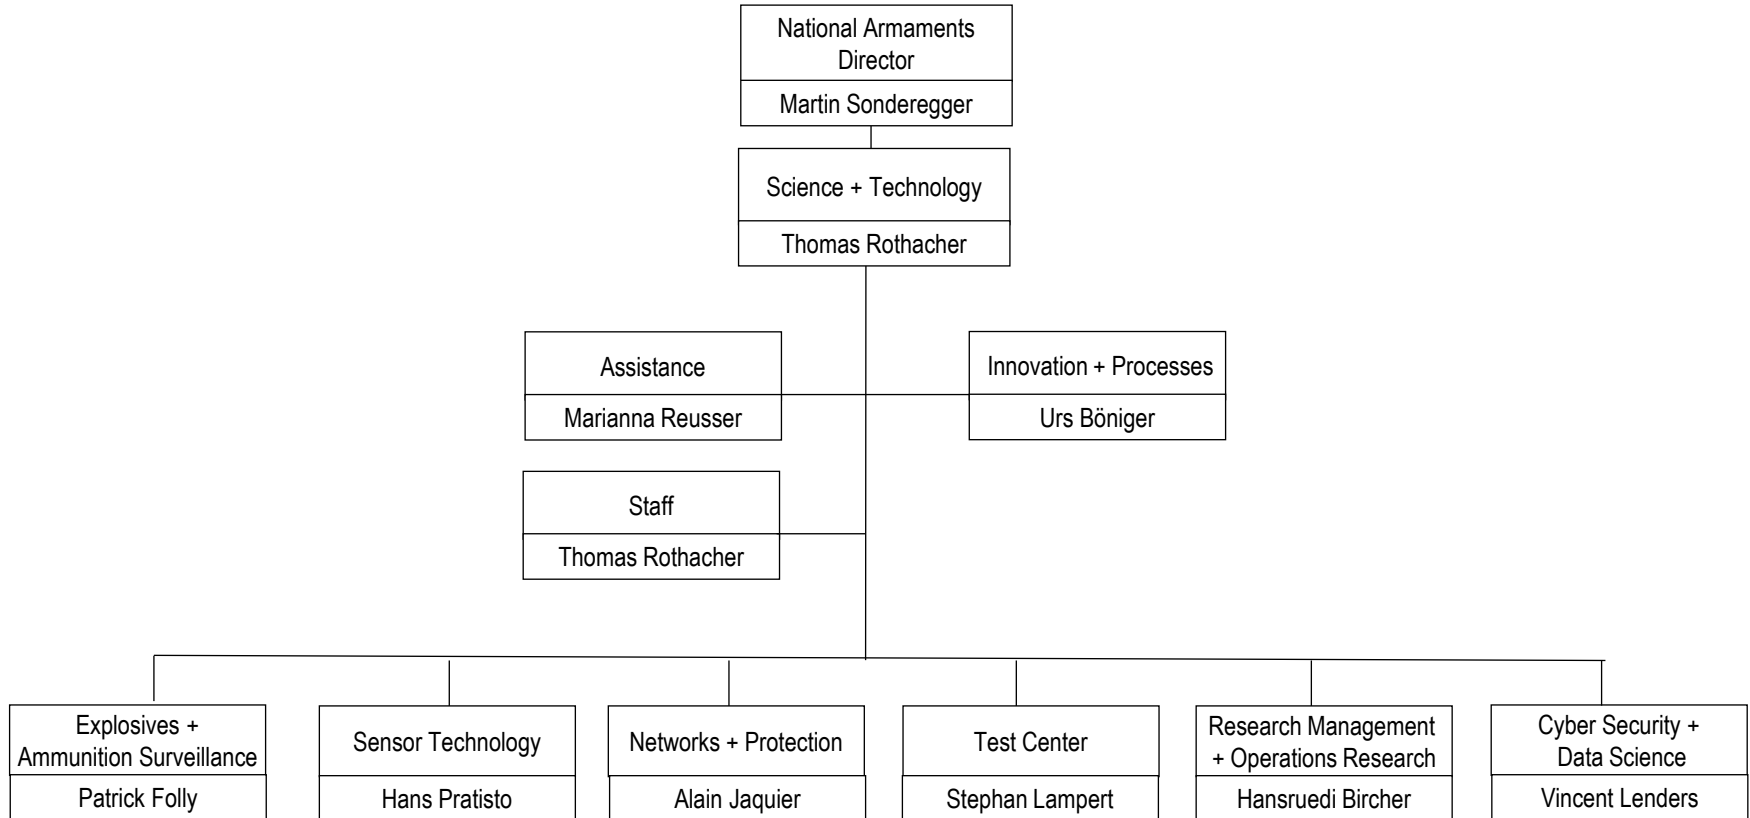 National Armaments
Director
Martin Sonderegger
Science + Technology
Thomas Rothacher
Assistance
Marianna Reusser
Innovation + Processes
Urs Böniger
Staff
Thomas Rothacher
Explosives +
Ammunition Surveillance
Patrick Folly
Sensor Technology
Hans Pratisto
Networks + Protection
Alain Jaquier
Test Center
Stephan Lampert
Research Management
+ Operations Research
Hansruedi Bircher
Cyber Security +
Data Science
Vincent Lenders